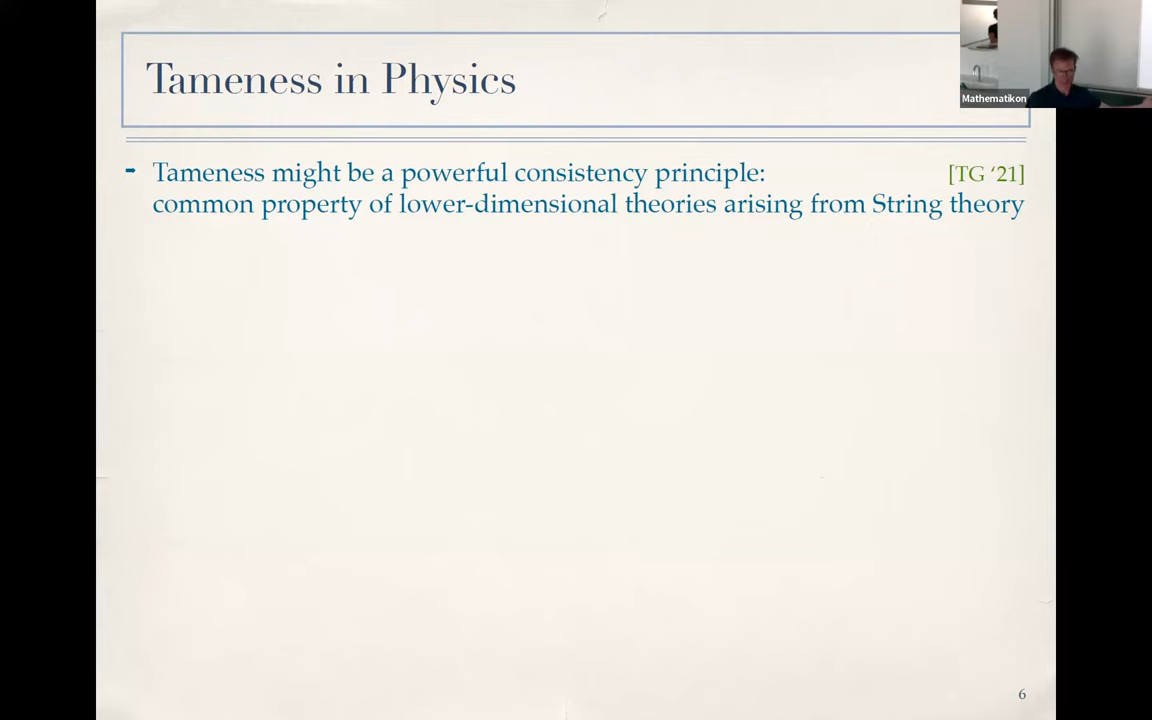 Tameness in Physics
Mathematikon
➡ Tameness might be a powerful consistency principle: [TG ‘21]
common property of lower-dimensional theories arising from String theory
6